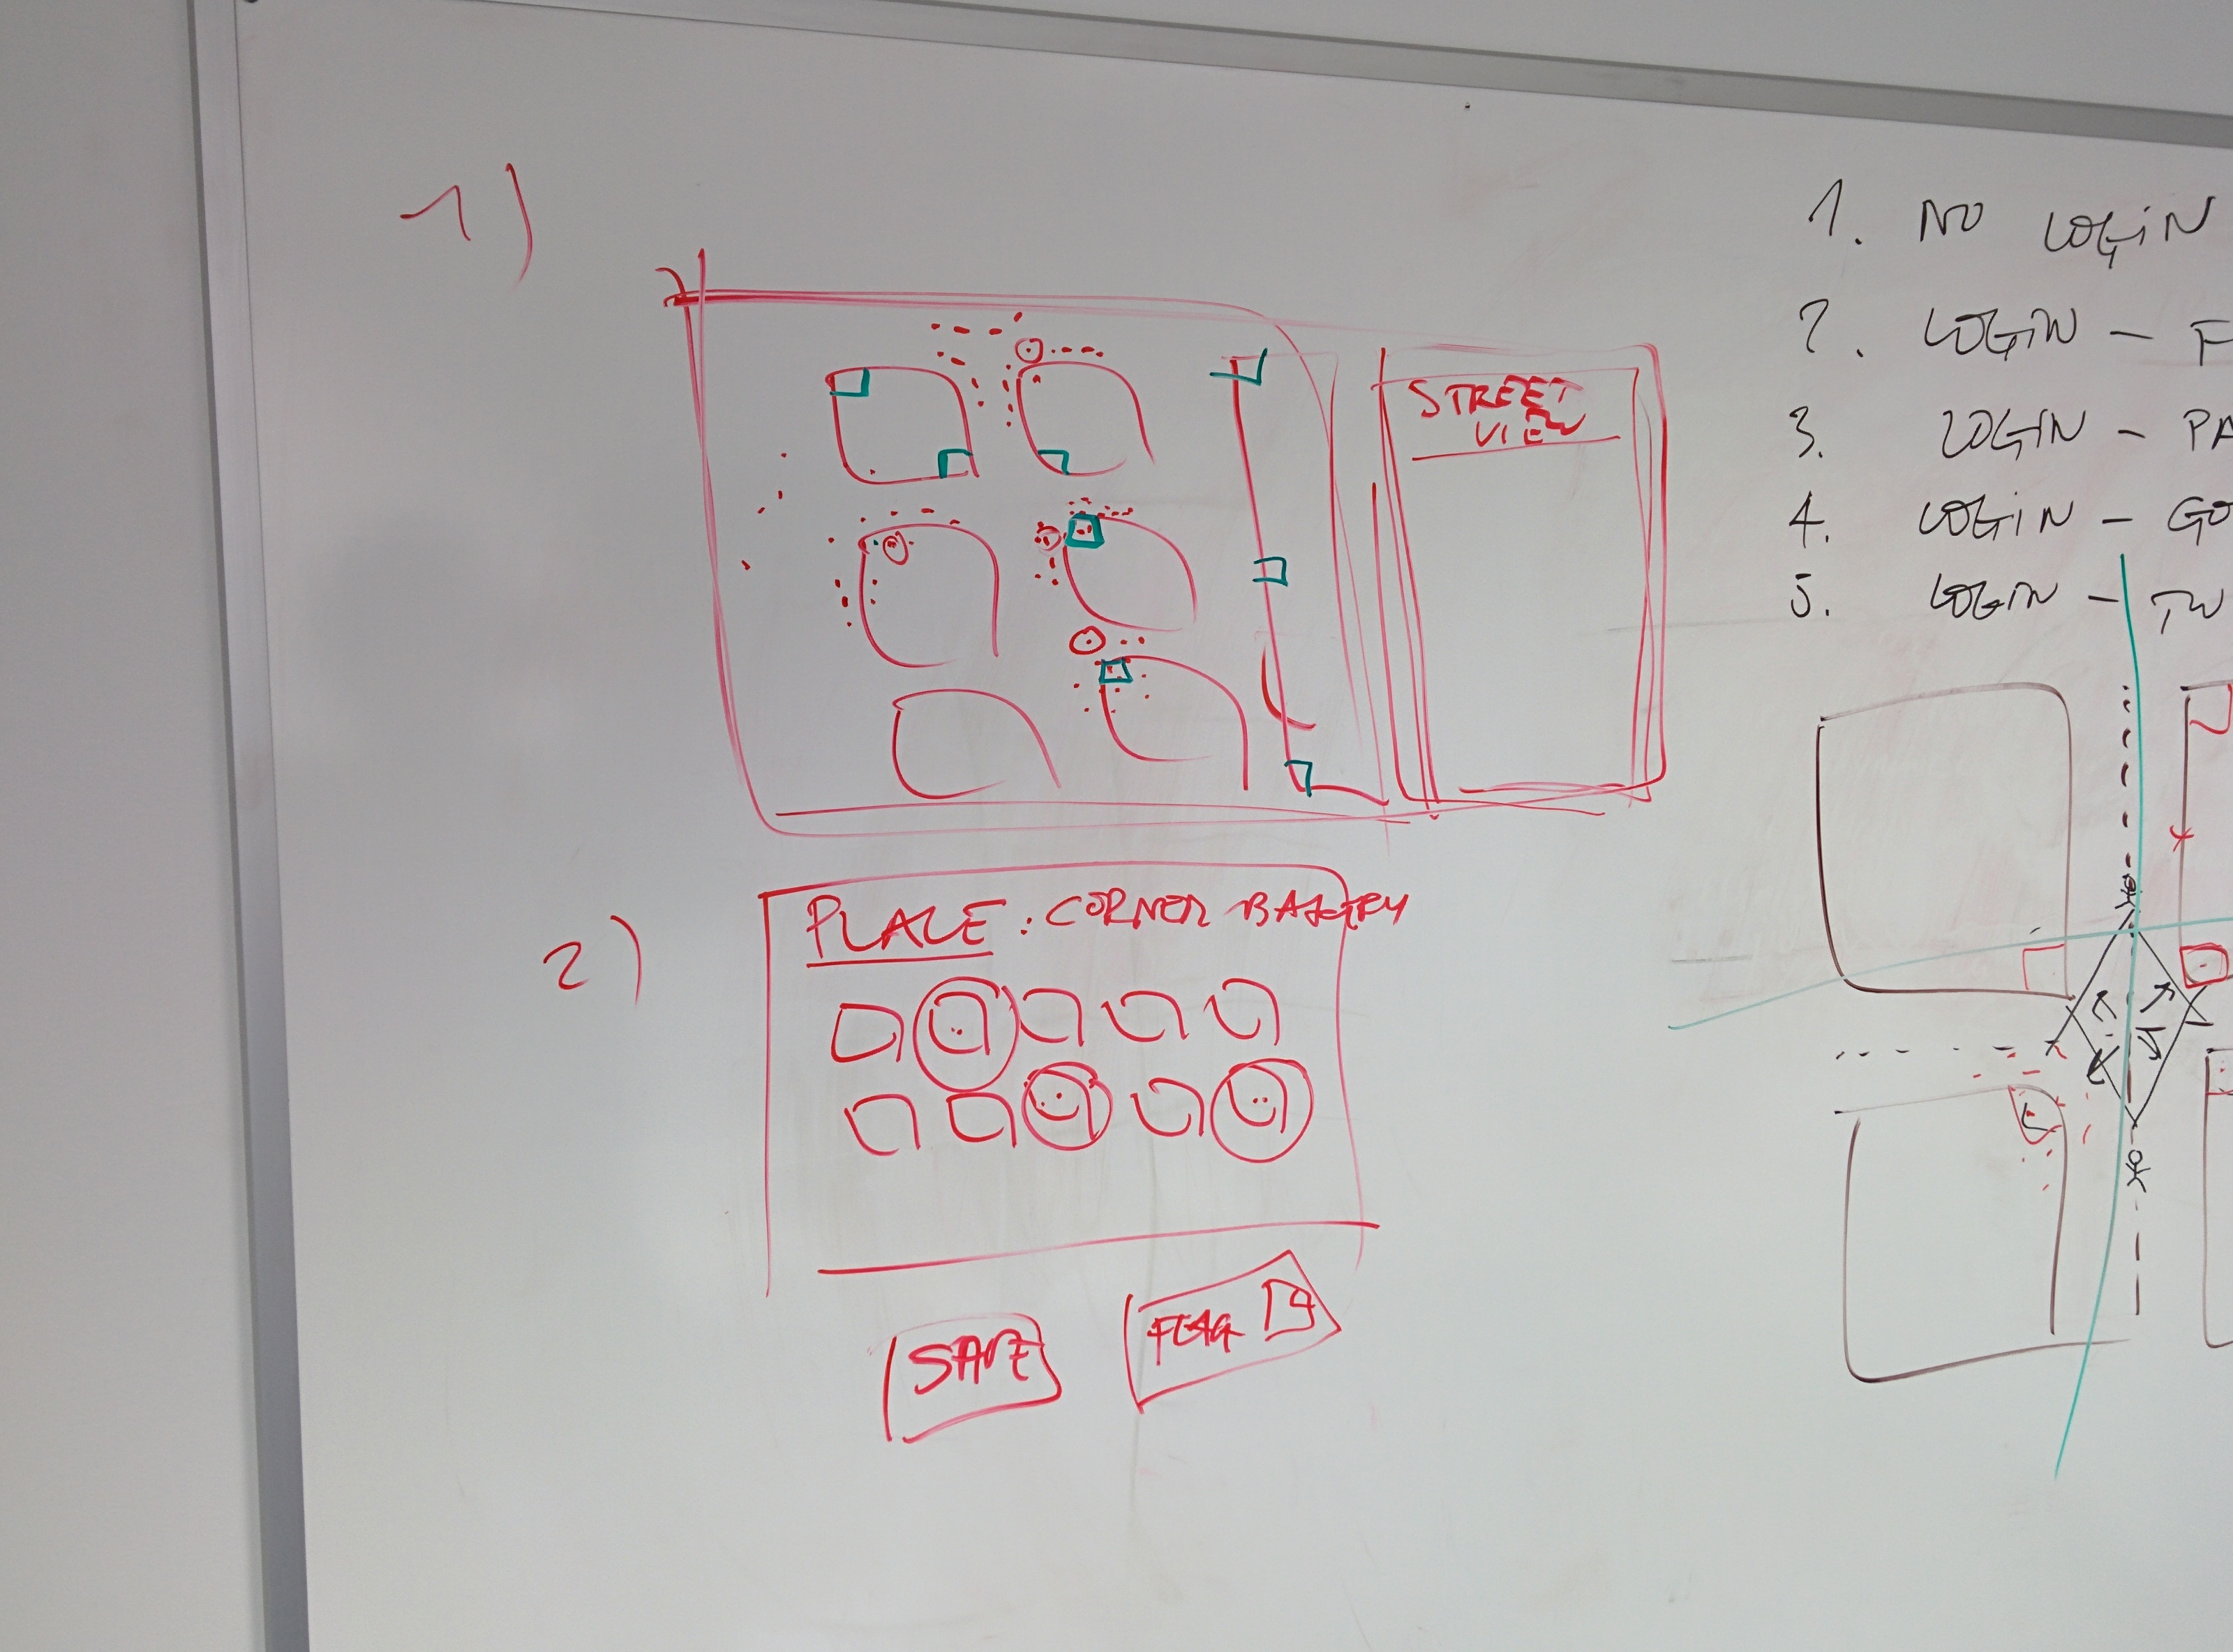 1)
STREET
VIEW
2)
PLACE: CORNER BAKERY
SAVE
FLAG
1. NO LOGIN
2. LOGIN - F
3. LOGIN - PA
4. LOGIN - GO
5. LOGIN - TW